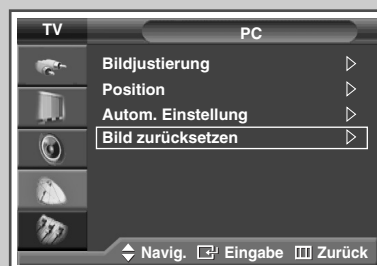 TV
PC
Bildjustierung
Position
Autom. Einstellung
Bild zurücksetzen
Navig. Eingabe Zurück